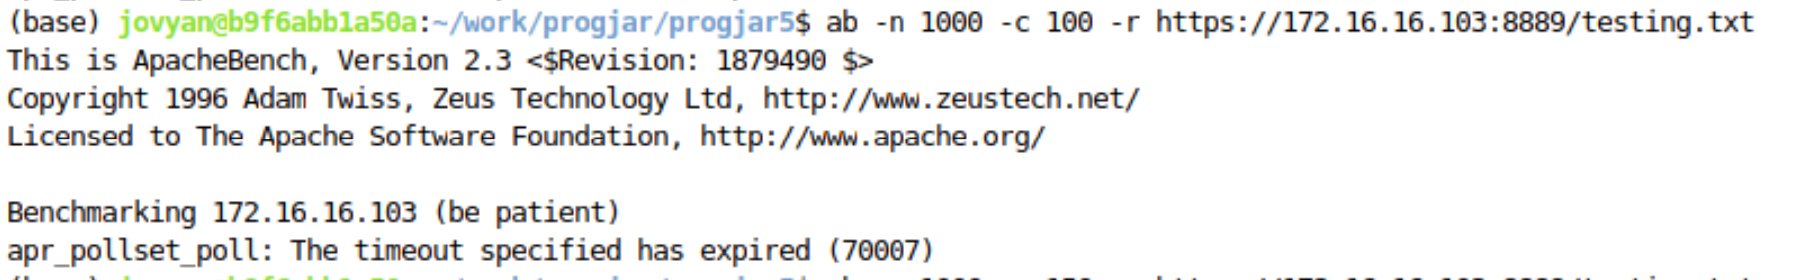 (base) jovyan@b9f6abb1a50a:~/work/progjar/progjar5$ ab -n 1000 -c 100 -r https://172.16.16.103:8889/testing.txt
This is ApacheBench, Version 2.3 <$Revision: 1879490 $>
Copyright 1996 Adam Twiss, Zeus Technology Ltd, http://www.zeustech.net/
Licensed to The Apache Software Foundation, http://www.apache.org/

Benchmarking 172.16.16.103 (be patient)
apr_pollset_poll: The timeout specified has expired (70007)